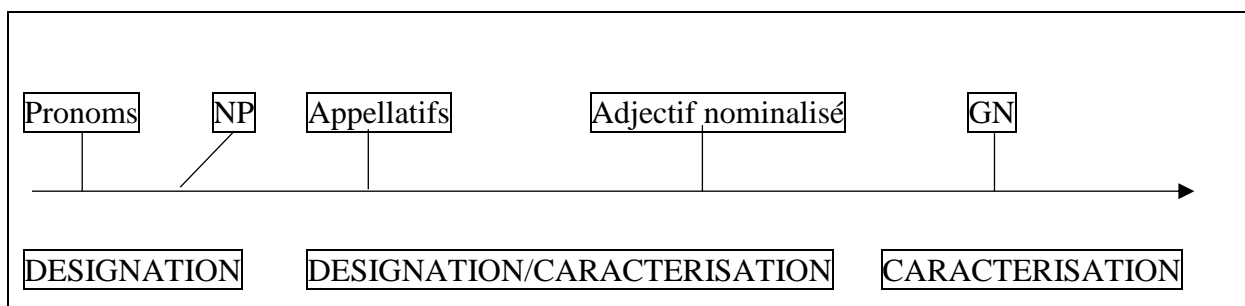 Pronoms NP Appellatifs Adjectif nominalisé GN
DESIGNATION DESIGNATION/CARACTERISATION CARACTERISATION